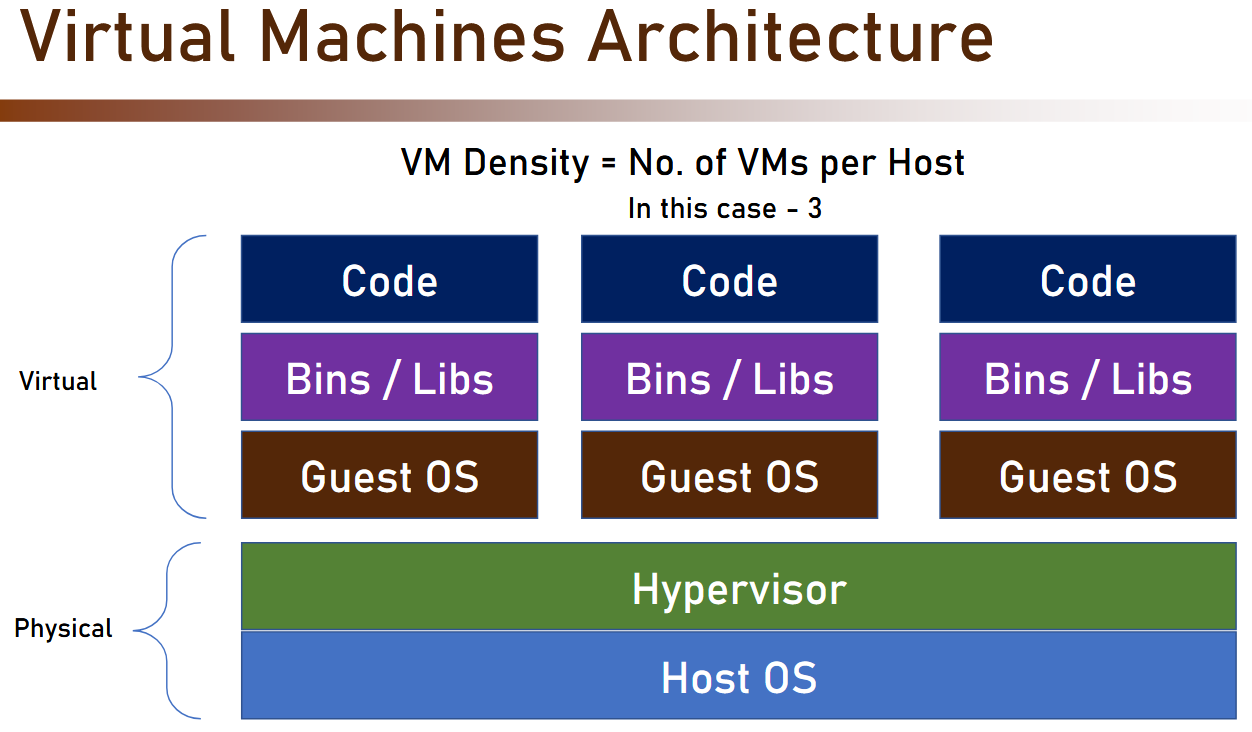 Virtual Machines Architecture
VM Density = No. of VMs per Host
In this case - 3
Code
Code
Code
Virtual
Bins / Libs
Bins / Libs
Bins / Libs
Guest OS
Guest OS
Guest OS
Physical
Hypervisor
Host OS